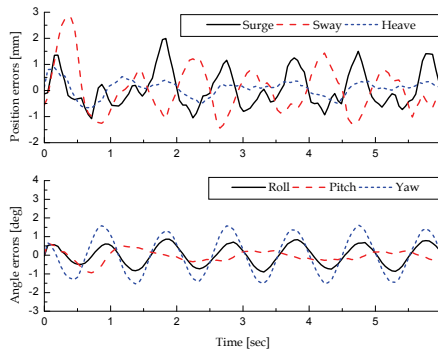 3
2
1
0
-1
-2
Position errors [mm]
Surge Sway Heave
0 1 2 3 4 5
4
3
2
1
0
-1
-2
-3
-4
Angle errors [deg]
Roll Pitch Yaw
0 1 2 3 4 5
Time [sec]